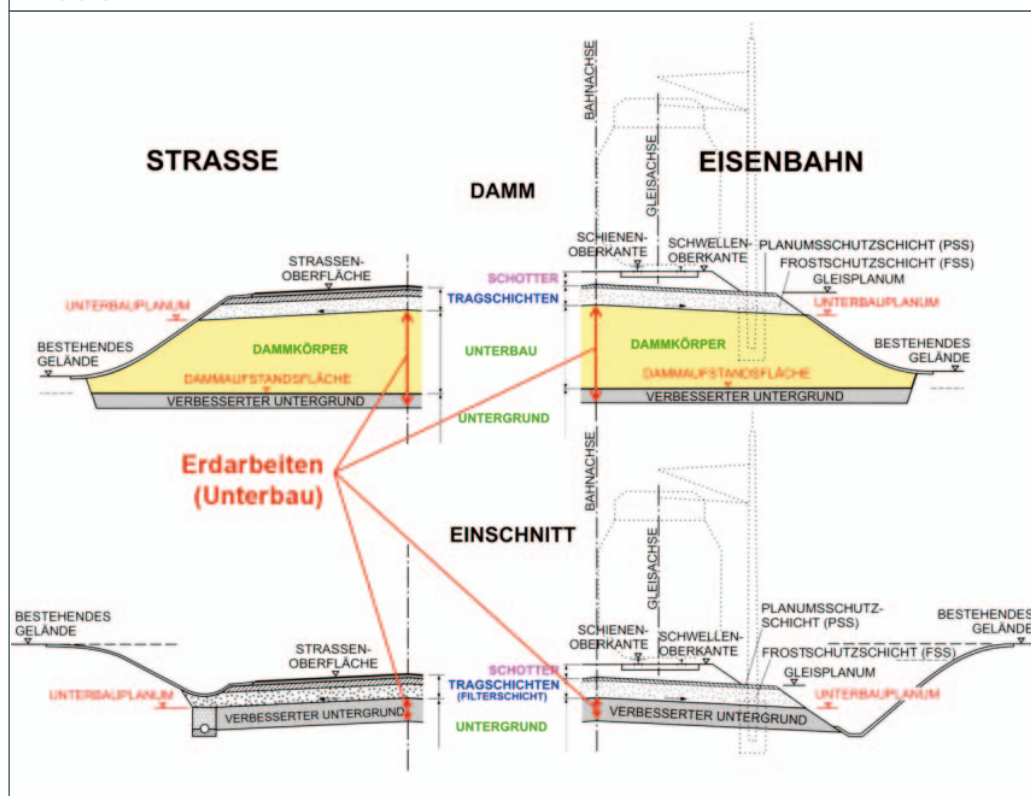 BAHNACHSE
GLEISACHSE
STRASSE
EISENBAHN
DAMM
SCHIENEN-
OBERKANTE
SCHWELLEN-
OBERKANTE
PLANUMSSCHUTZSCHICHT (PSS)
FROSTSCHUTZSCHICHT (FSS)
GLEISPLANUM
UNTERBAUPLANUM
STRASSEN-
OBERFLÄCHE
SCHOTTER
TRAGSCHICHTEN
UNTERBAUPLANUM
BESTEHENDES
GELÄNDE
DAMMKÖRPER
UNTERBAU
DAMMKÖRPER
BESTEHENDES
GELÄNDE
DAMMAUFSTANDSFLÄCHE
DAMMAUFSTANDSFLÄCHE
VERBESSERTER UNTERGRUND
UNTERGRUND
VERBESSERTER UNTERGRUND
Erdarbeiten
(Unterbau)
BAHNACHSE
GLEISACHSE
EINSCHNITT
BESTEHENDES
GELÄNDE
STRASSEN-
OBERFLÄCHE
SCHIENEN-
OBERKANTE
SCHWELLEN-
OBERKANTE
PLANUMSSCHUTZ-
SCHICHT (PSS)
BESTEHENDES
GELÄNDE
FROSTSCHUTZSCHICHT (FSS)
GLEISPLANUM
SCHOTTER
TRAGSCHICHTEN
(FILTERSCHICHT)
UNTERBAUPLANUM
UNTERBAUPLANUM
VERBESSERTER UNTERGRUND
UNTERGRUND
VERBESSERTER UNTERGRUND